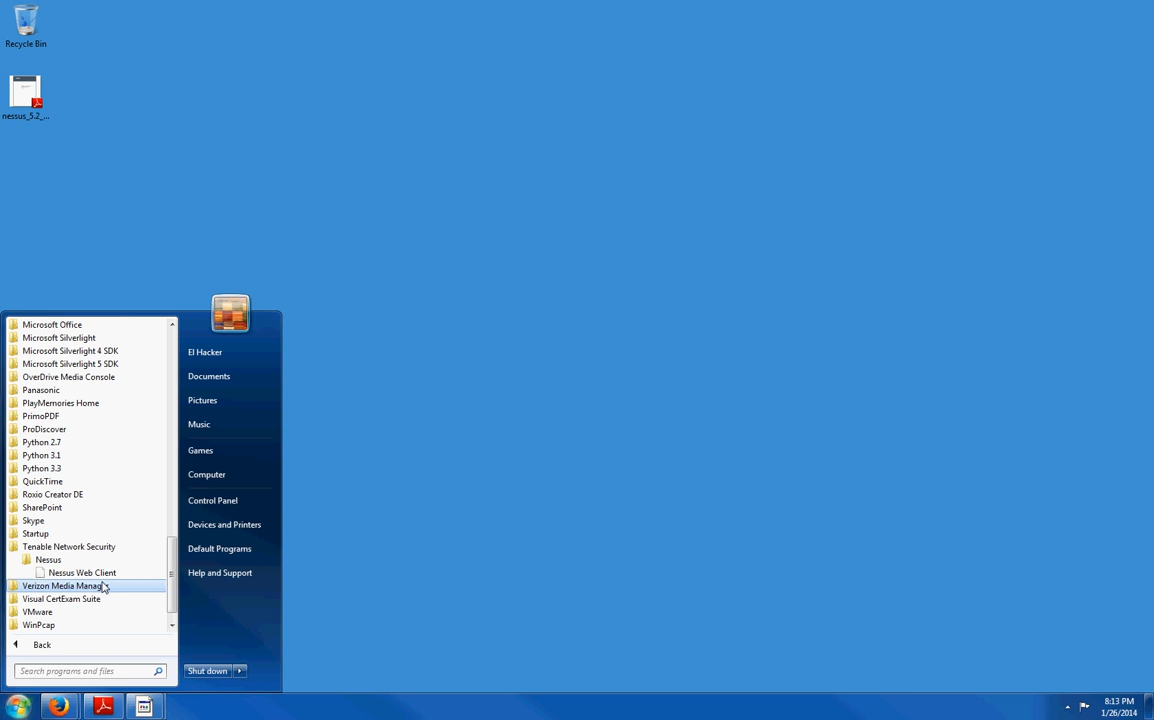 Recycle Bin
nessus_5.2_...
Microsoft Office
Microsoft Silverlight
Microsoft Silverlight 4 SDK
Microsoft Silverlight 5 SDK
OverDrive Media Console
Panasonic
PlayMemories Home
PrimoPDF
ProDiscover
Python 2.7
Python 3.1
Python 3.3
QuickTime
Roxio Creator DE
SharePoint
Skype
Startup
Tenable Network Security
Nessus
Nessus Web Client
Verizon Media Manag
Visual CertExam Suite
VMware
WinPcap
Back
Search programs and files
El Hacker
Documents
Pictures
Music
Games
Computer
Control Panel
Devices and Printers
Default Programs
Help and Support
Shut down
8:13 PM
1/26/2014